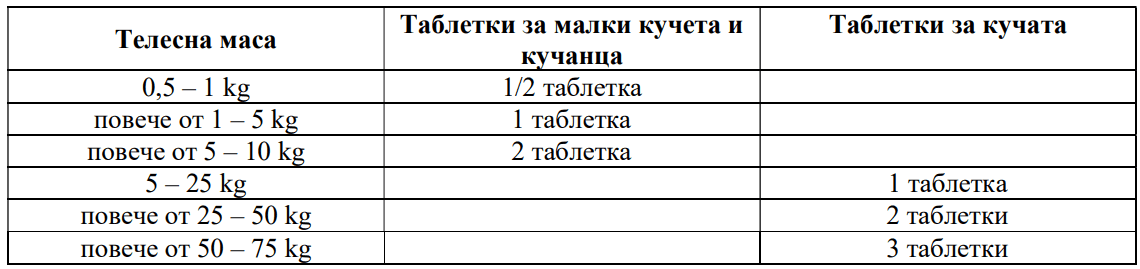 Телесна маса Таблетки за малки кучета и кучанца Таблетки за кучата
0,5 – 1 kg 1/2 таблетка
повече от 1 – 5 kg 1 таблетка
повече от 5 – 10 kg 2 таблетка
5 – 25 kg 1 таблетка
повече от 25 – 50 kg 2 таблетки
повече от 50 – 75 kg 3 таблетки